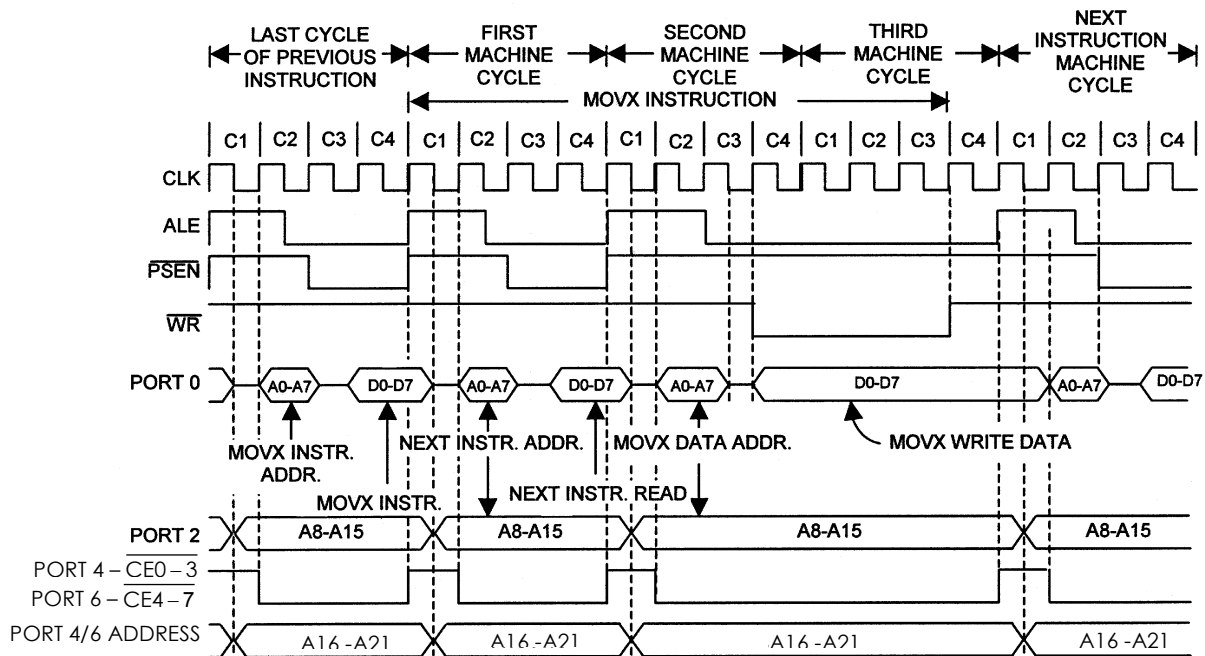 LAST CYCLE OF PREVIOUS INSTRUCTION
FIRST MACHINE CYCLE
SECOND MACHINE CYCLE
THIRD MACHINE CYCLE
NEXT INSTRUCTION MACHINE CYCLE
MOVX INSTRUCTION
C1 C2 C3 C4 C1 C2 C3 C4 C1 C2 C3 C4 C1 C2 C3 C4 C1 C2 C3 C4
CLK
ALE
PSEN
WR
PORT 0 A0-A7 D0-D7 A0-A7 D0-D7 A0-A7 D0-D7 A0-A7 D0-D7
MOVX INSTR. ADDR.
NEXT INSTR. ADDR.
MOVX DATA ADDR.
MOVX WRITE DATA
MOVX INSTR.
NEXT INSTR. READ
PORT 2 A8-A15 A8-A15 A8-A15 A8-A15
PORT 4 – CE0 – 3
PORT 6 – CE4 – 7
PORT 4/6 ADDRESS A16 -A21 A16 -A21 A16 -A21 A16 -A21